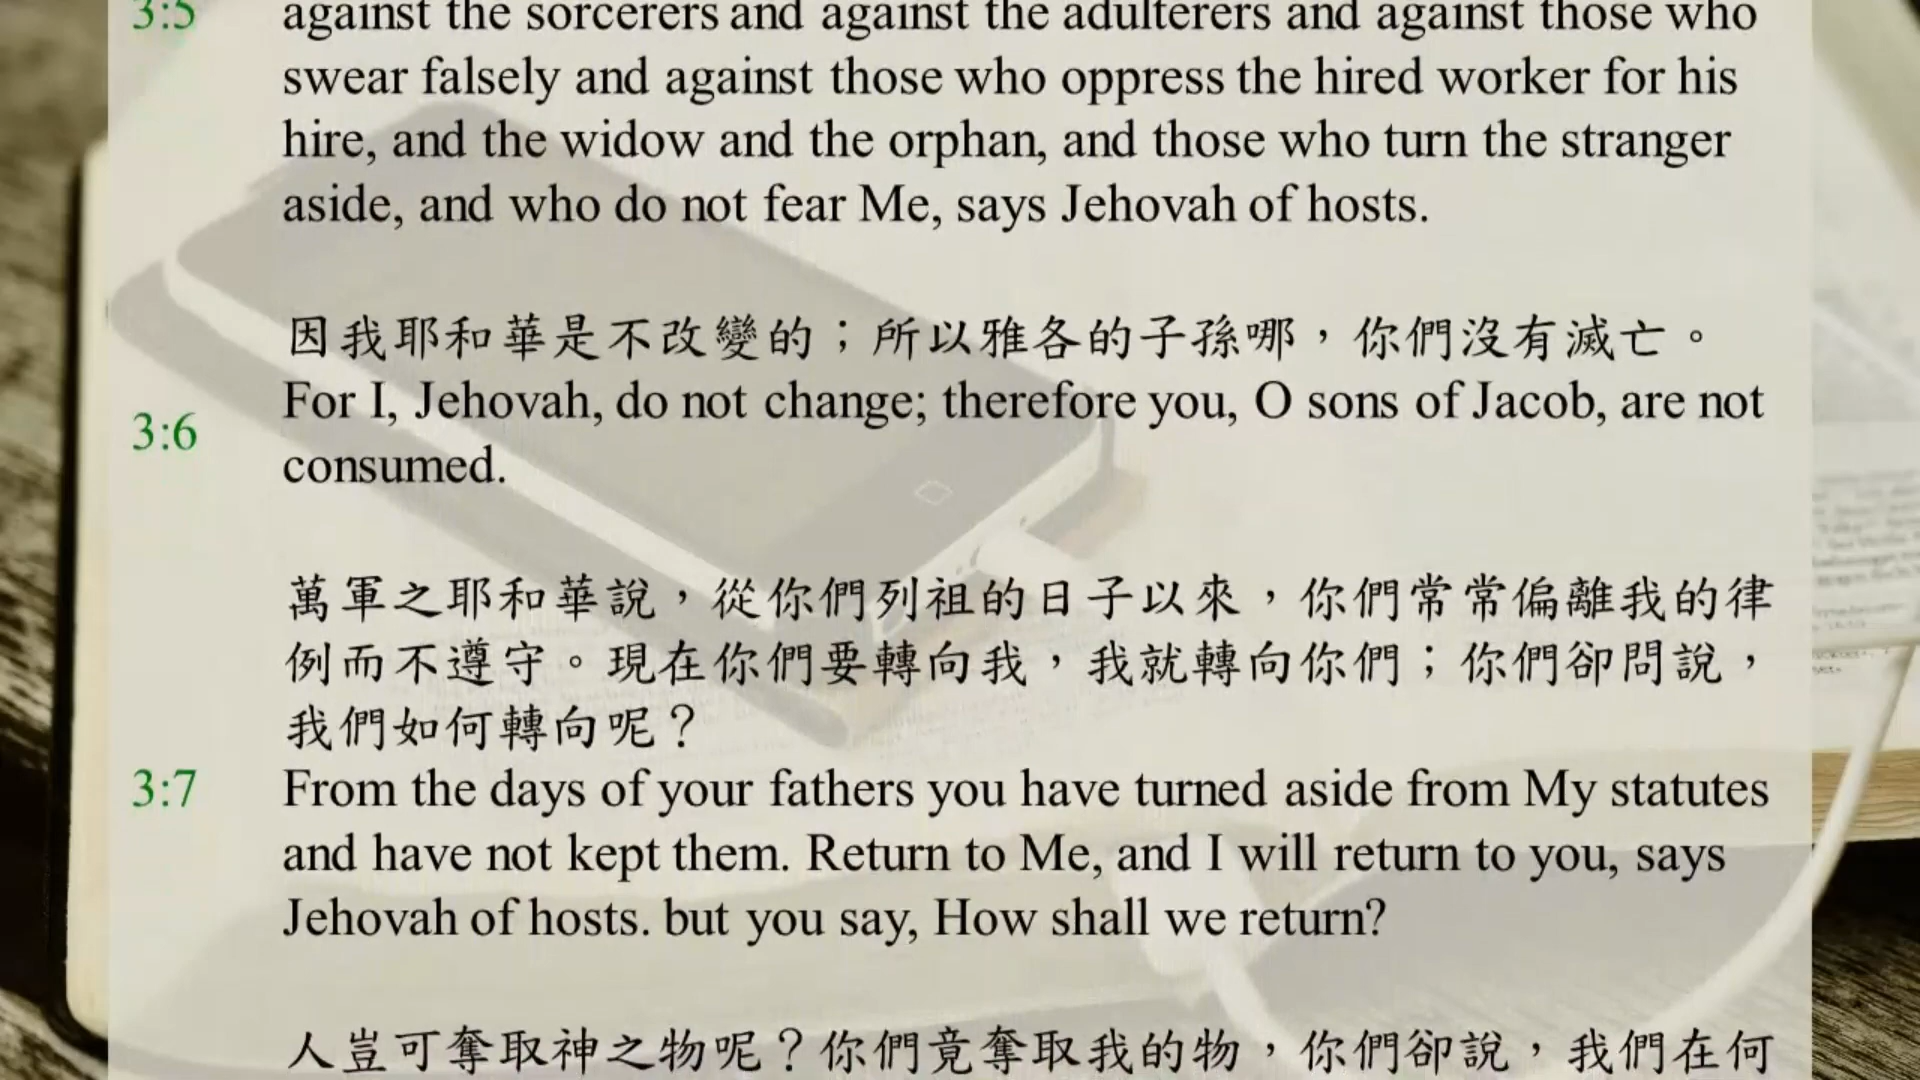 3:5
against the sorcerers and against the adulterers and against those who
swear falsely and against those who oppress the hired worker for his
hire, and the widow and the orphan, and those who turn the stranger
aside, and who do not fear Me, says Jehovah of hosts.
因我耶和華是不改變的；所以雅各的子孫哪，你們沒有滅亡。
3:6
For I, Jehovah, do not change; therefore you, O sons of Jacob, are not
consumed.
萬軍之耶和華說，從你們列祖的日子以來，你們常常偏離我的律
例而不遵守。現在你們要轉向我，我就轉向你們；你們卻問說，
我們如何轉向呢？
3:7
From the days of your fathers you have turned aside from My statutes
and have not kept them. Return to Me, and I will return to you, says
Jehovah of hosts. but you say, How shall we return?
人豈可奪取神之物呢？你們竟奪取我的物，你們卻說，我們在何